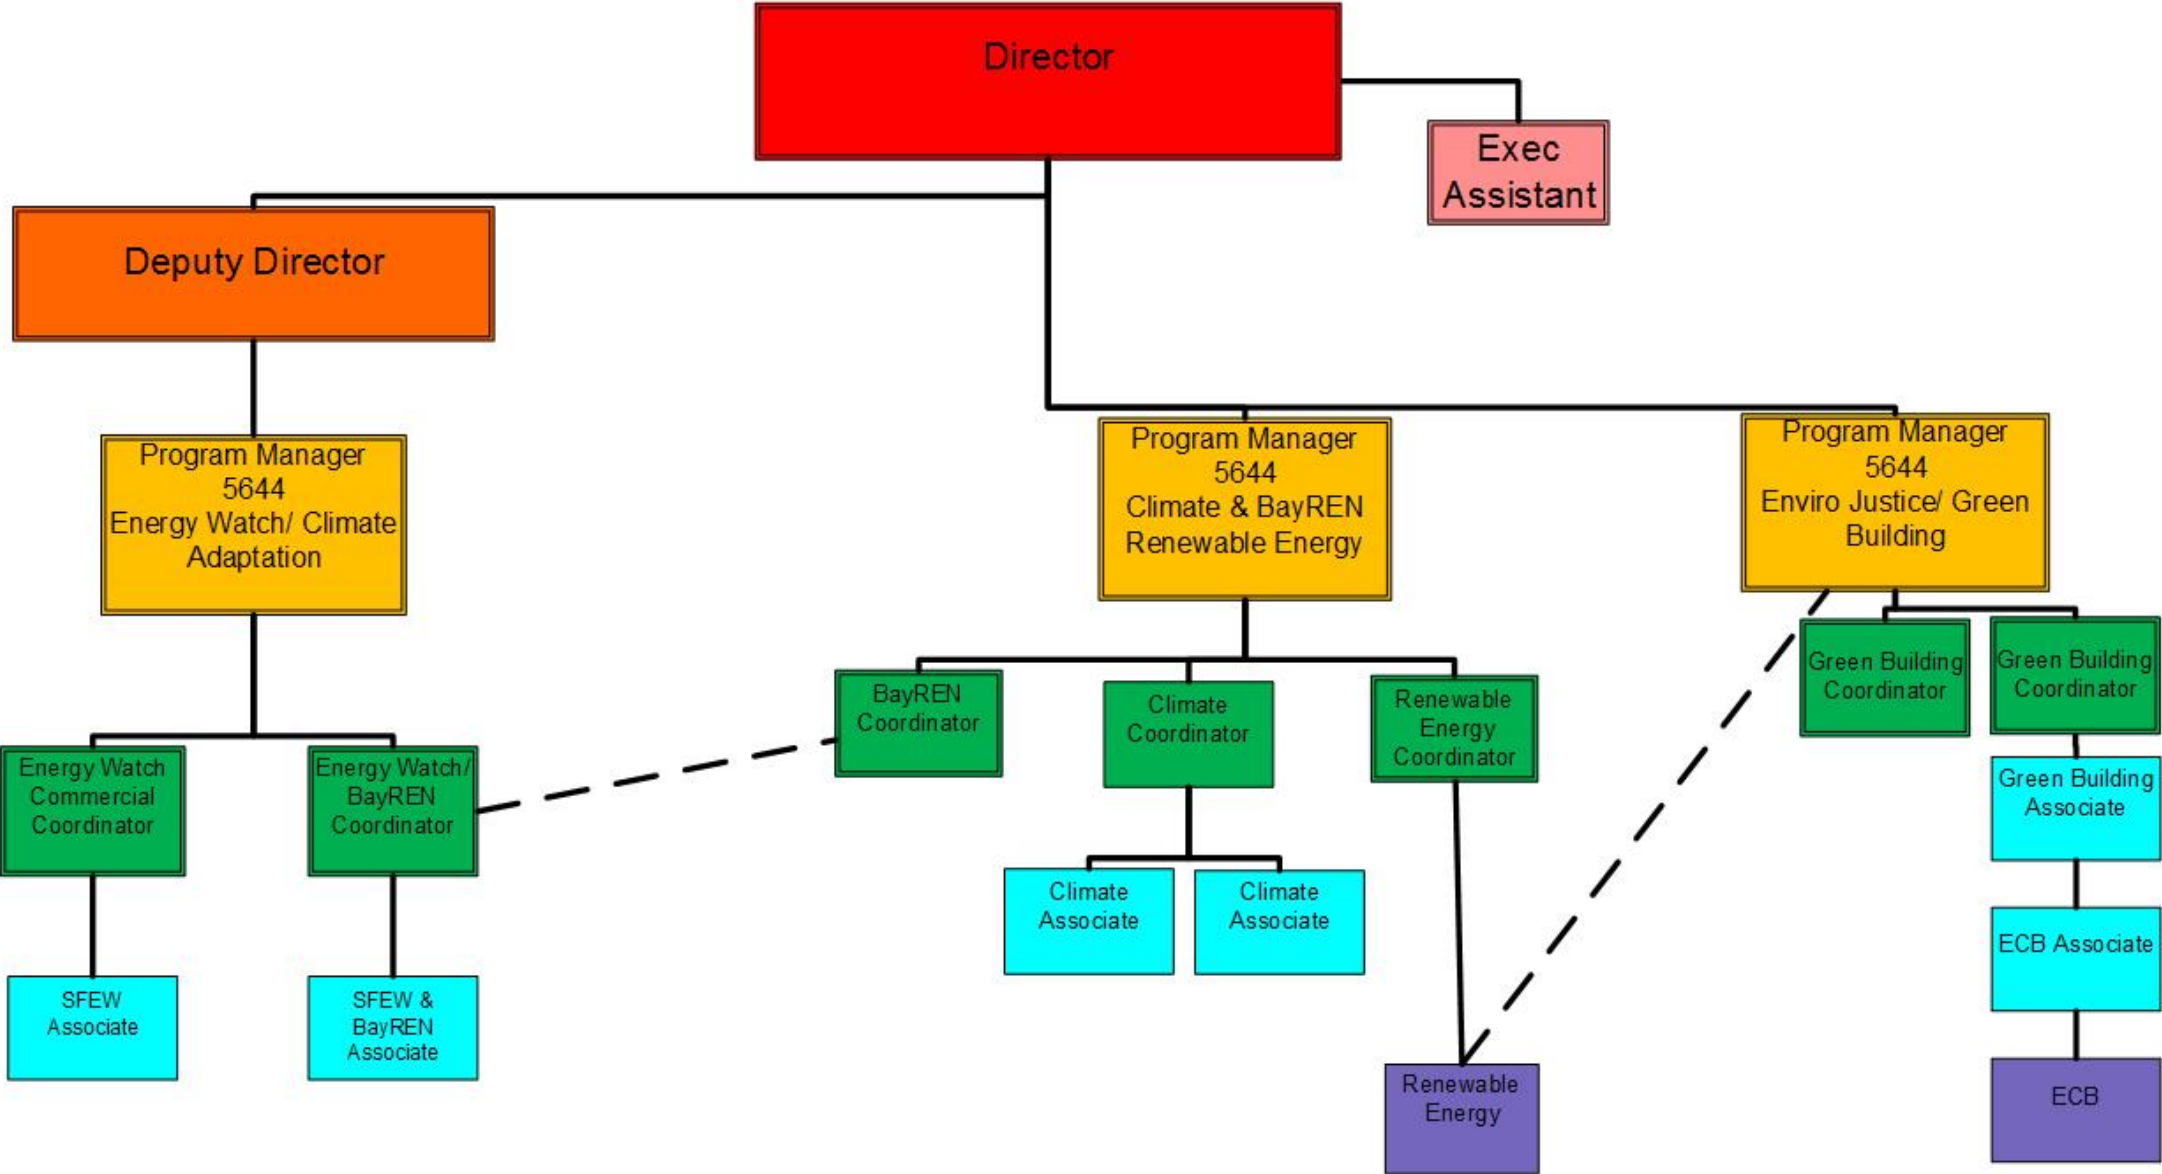 Director
Exec
Assistant
Deputy Director
Program Manager
5644
Energy Watch/ Climate
Adaptation
Program Manager
5644
Climate & BayREN
Renewable Energy
Program Manager
5644
Enviro Justice/ Green
Building
Energy Watch
Commercial
Coordinator
Energy Watch/
BayREN
Coordinator
BayREN
Coordinator
Climate
Coordinator
Renewable
Energy
Coordinator
Green Building
Coordinator
Green Building
Coordinator
Green Building
Associate
Climate
Associate
Climate
Associate
ECB Associate
SFEW
Associate
SFEW &
BayREN
Associate
Renewable
Energy
ECB